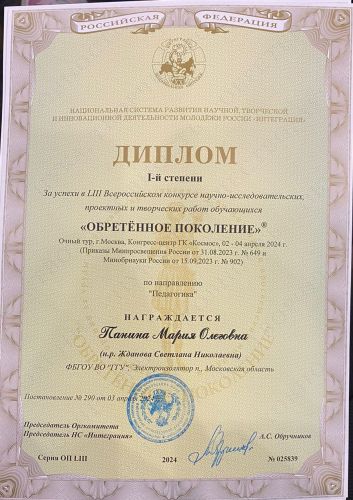 РОССИЙСКАЯ ФЕДЕРАЦИЯ
НАЦИОНАЛЬНАЯ СИСТЕМА РАЗВИТИЯ НАУЧНОЙ, ТВОРЧЕСКОЙ
И ИННОВАЦИОННОЙ ДЕЯТЕЛЬНОСТИ МОЛОДЁЖИ РОССИИ «ИНТЕГРАЦИЯ»
ДИПЛОМ
I-й степени
За успехи в LIII Всероссийском конкурсе научно-исследовательских,
проектных и творческих работ обучающихся
«ОБРЕТЁННОЕ ПОКОЛЕНИЕ»®
Очный тур, г.Москва, Конгресс-центр ГК «Космос», 02 - 04 апреля 2024 г.
(Приказы Минпросвещения России от 31.08.2023 г. № 649 и
Минобрнауки России от 15.09.2023 г. № 902)
по направлению
"Педагогика"
НАГРАЖДАЕТСЯ
Панина Мария Олеговна
(н.р. Жданова Светлана Николаевна)
ФБГОУ ВО "ГГУ", Электроизолятор п., Московская область
Постановление № 290 от 03 апреля 2024
Председатель Оргкомитета
Председатель НС «Интеграция»
А.С. Обручников
Серия ОП LIII
2024
№ 025839